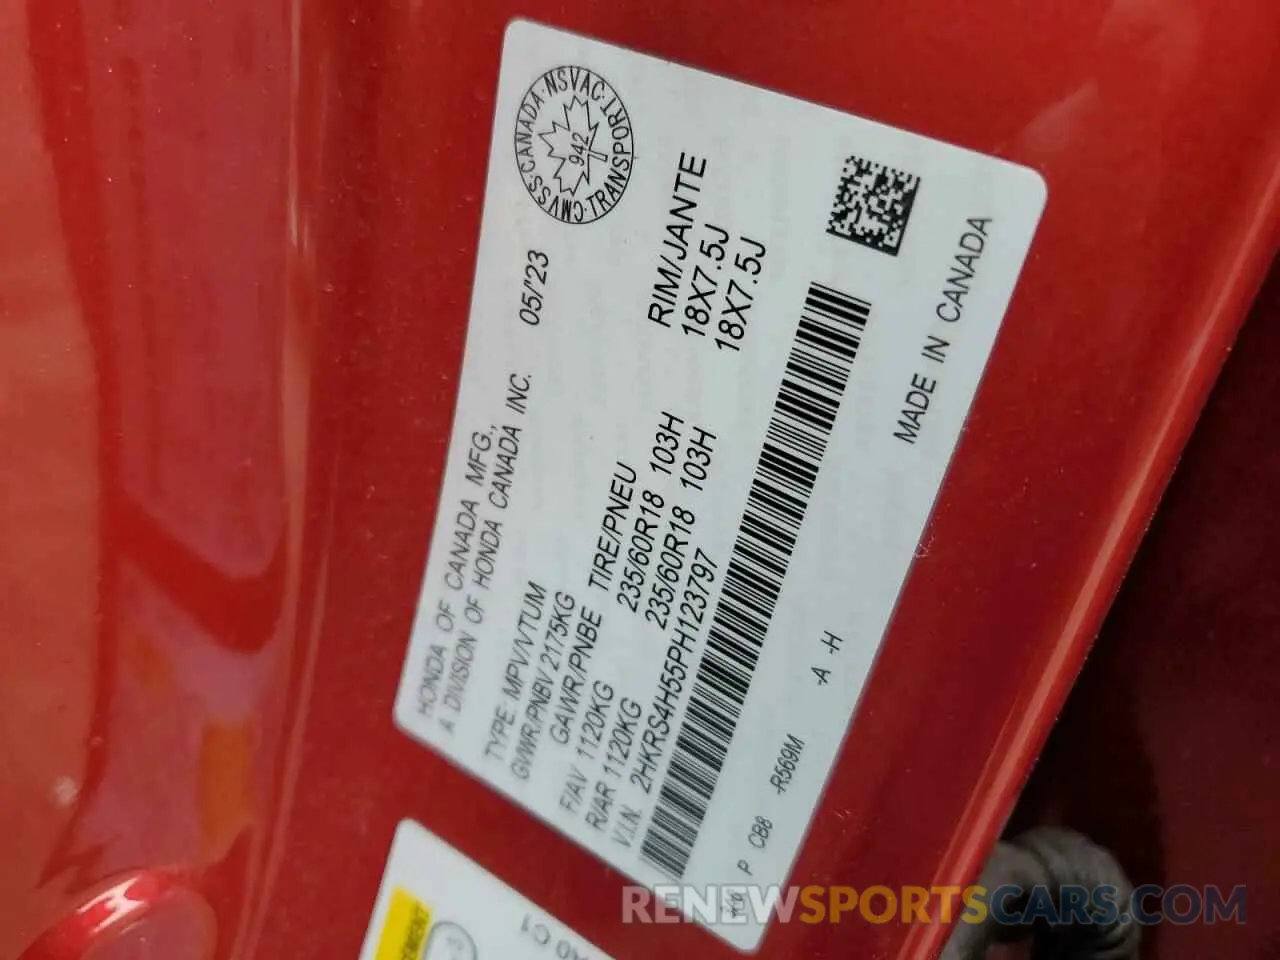 HONDA OF CANADA MFG.,
A DIVISION OF HONDA CANADA INC. 05/'23
CMVSS·CANADA·NSVAC·TRANSPORT·
942
TYPE: MPV/VTUM
GVWR/PNBV 2175KG
GAWR/PNBE TIRE/PNEU RIM/JANTE
F/AV 1120KG 235/60R18 103H 18X7.5J
R/AR 1120KG 235/60R18 103H 18X7.5J
V.I.N. 2HKRS4H55PH123797
P CB8 -R569M -A -H
MADE IN CANADA
C1
RENEWSPORTSCARS.COM